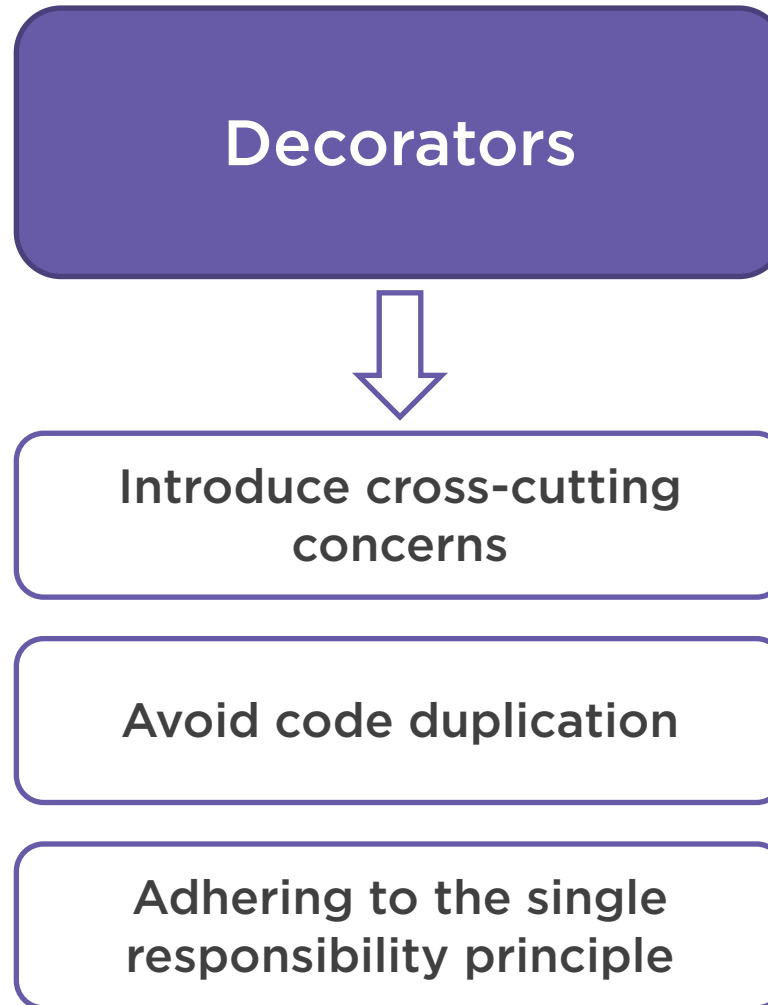 Decorators
Introduce cross-cutting
concerns
Avoid code duplication
Adhering to the single
responsibility principle